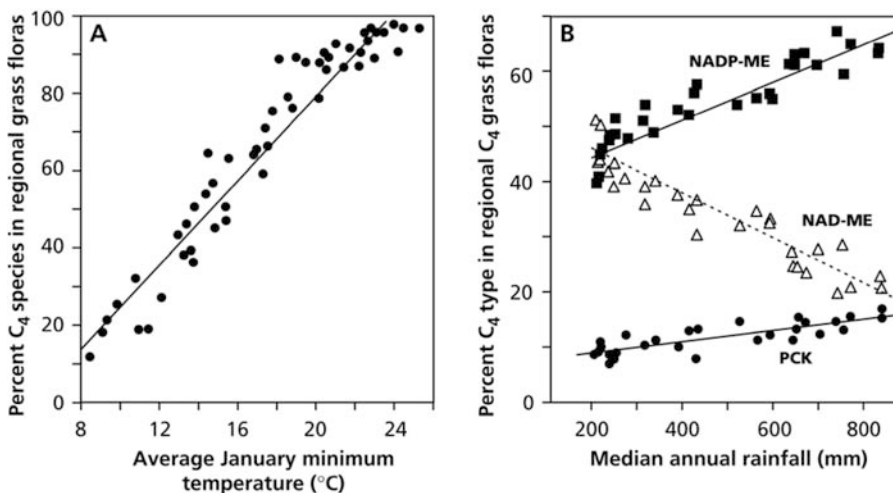 A
Percent C₄ species in regional grass floras
100
80
60
40
20
0
8
12
16
20
24
Average January minimum
temperature (°C)
B
Percent C₄ type in regional C₄ grass floras
60
40
20
0
NADP-ME
NAD-ME
PCK
200
400
600
800
Median annual rainfall (mm)